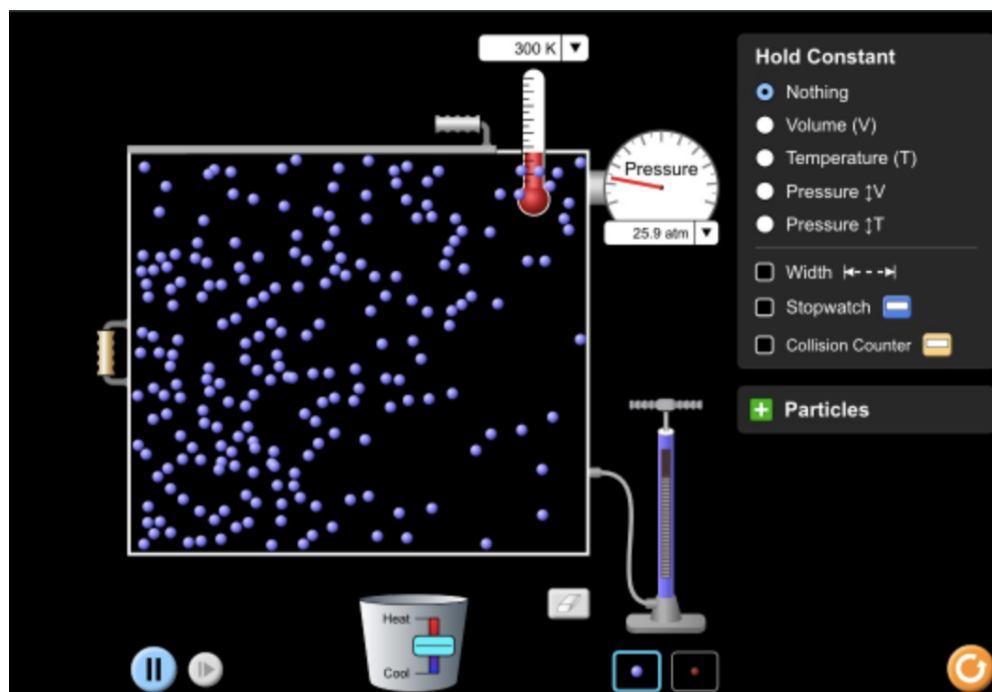 300 K
Hold Constant
Nothing
Volume (V)
Temperature (T)
Pressure ↕V
Pressure ↕T
Width
Stopwatch
Collision Counter
Pressure
25.9 atm
Particles
Heat
Cool